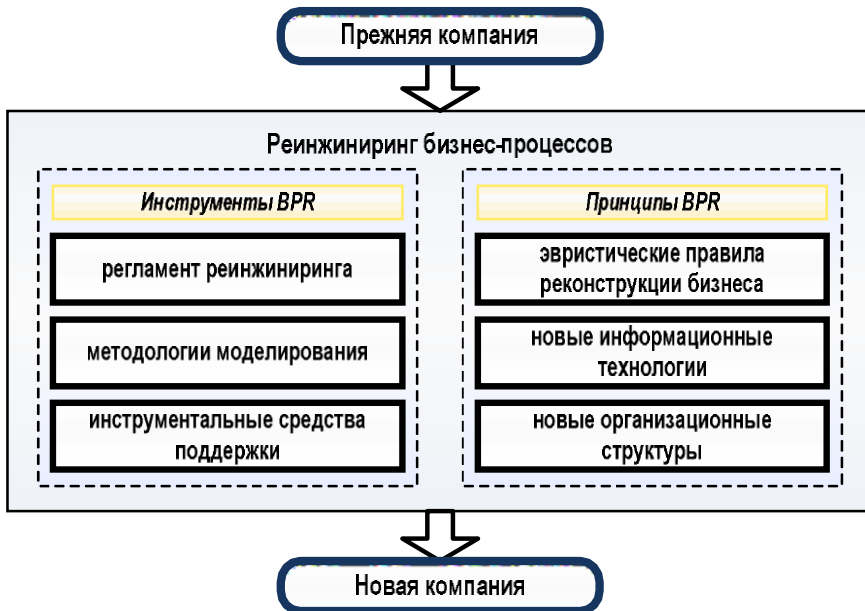 Прежняя компания
Реинжиниринг бизнес-процессов
Инструменты BPR
регламент реинжиниринга
методологии моделирования
инструментальные средства
поддержки
Принципы BPR
эвристические правила
реконструкции бизнеса
новые информационные
технологии
новые организационные
структуры
Новая компания